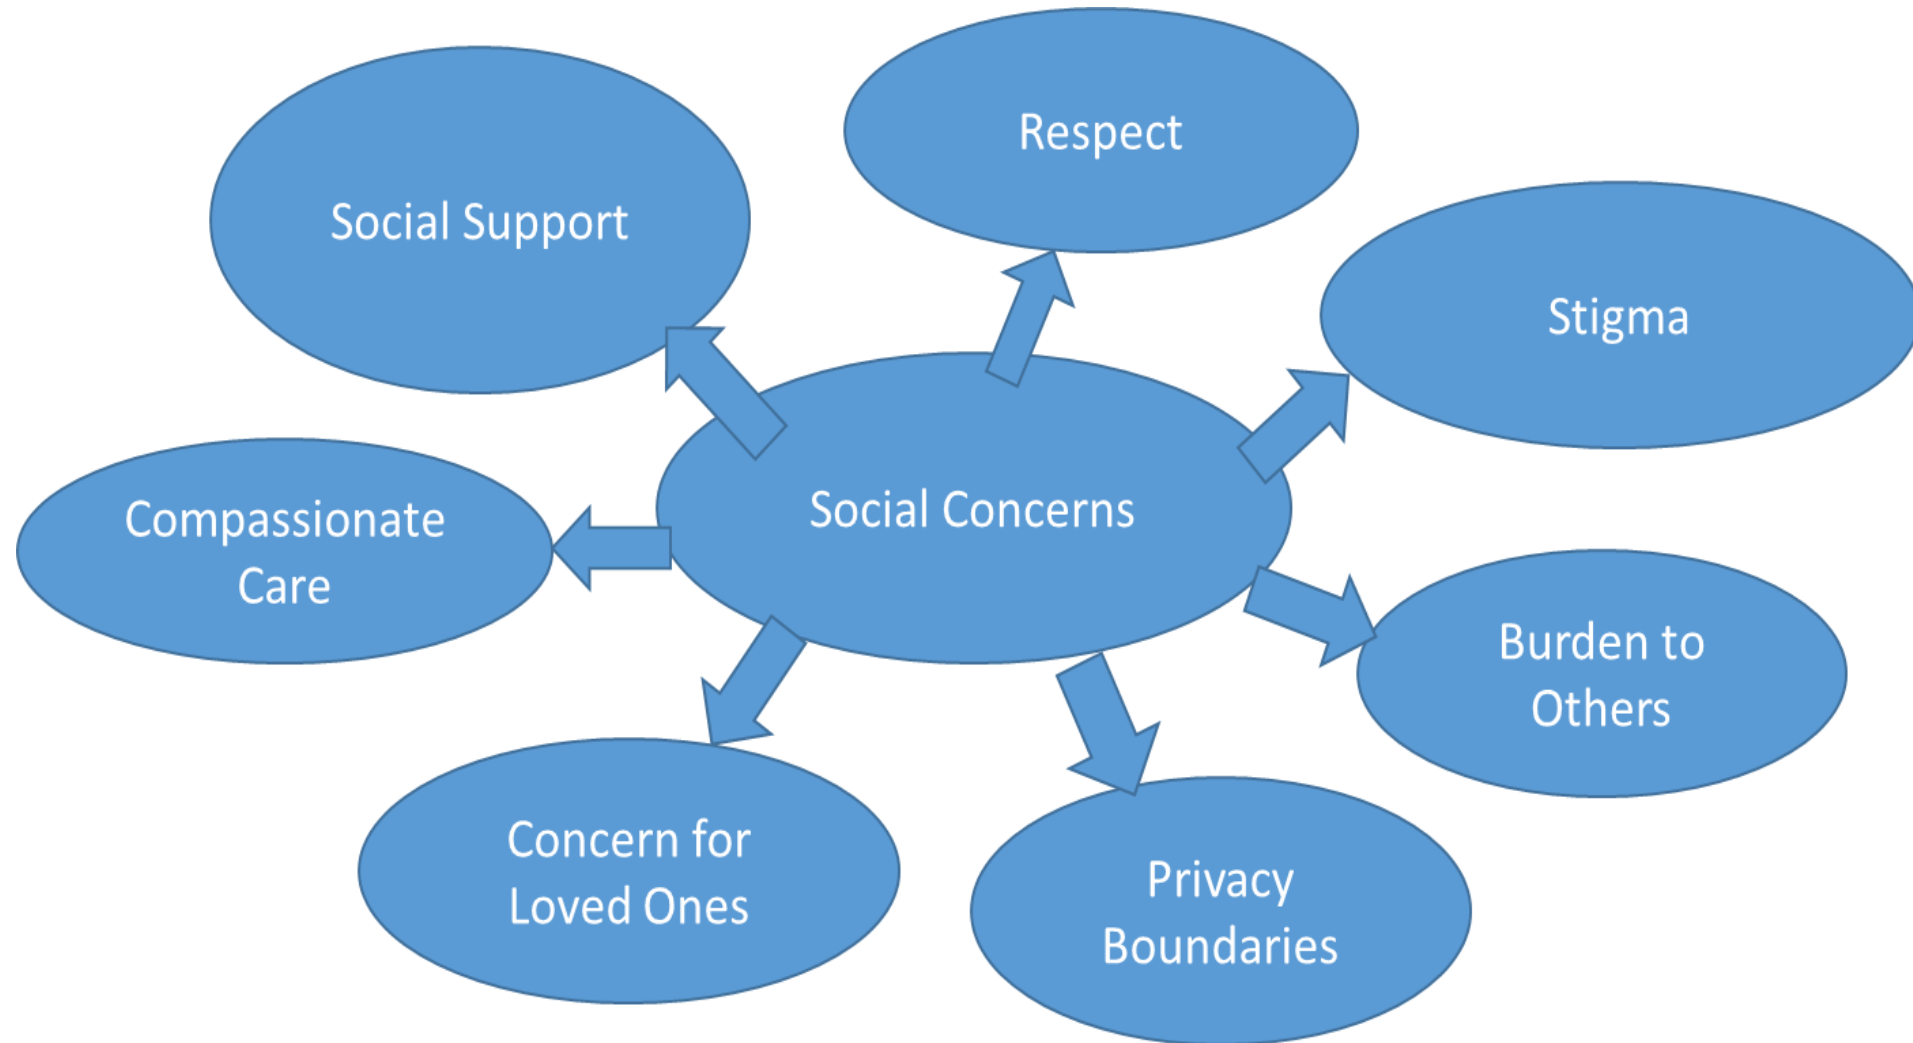 Respect
Social Support
Stigma
Social Concerns
Compassionate
Care
Burden to
Others
Concern for
Loved Ones
Privacy
Boundaries